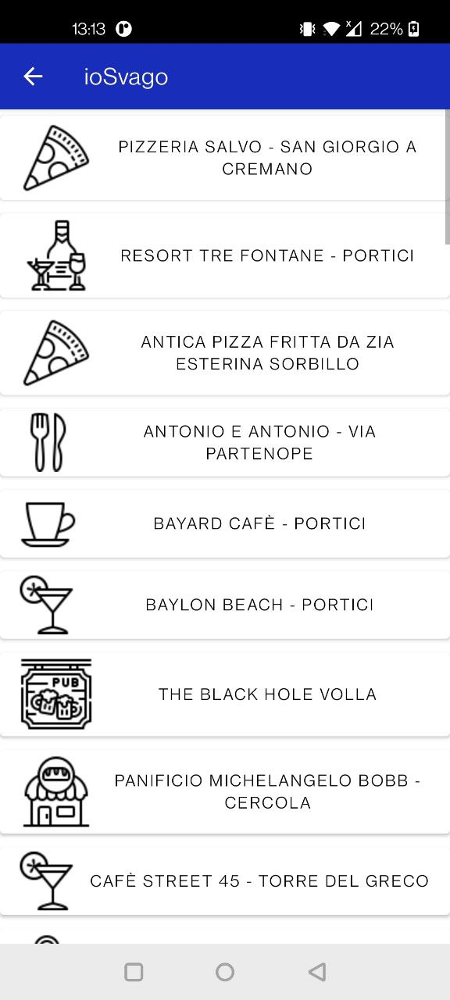 13:13
22%
ioSvago
PIZZERIA SALVO - SAN GIORGIO A
CREMANO
RESORT TRE FONTANE - PORTICI
ANTICA PIZZA FRITTA DA ZIA
ESTERINA SORBILLO
ANTONIO E ANTONIO - VIA
PARTENOPE
BAYARD CAFÈ - PORTICI
BAYLON BEACH - PORTICI
PUB
THE BLACK HOLE VOLLA
PANIFICIO MICHELANGELO BOBB -
CERCOLA
CAFÈ STREET 45 - TORRE DEL GRECO